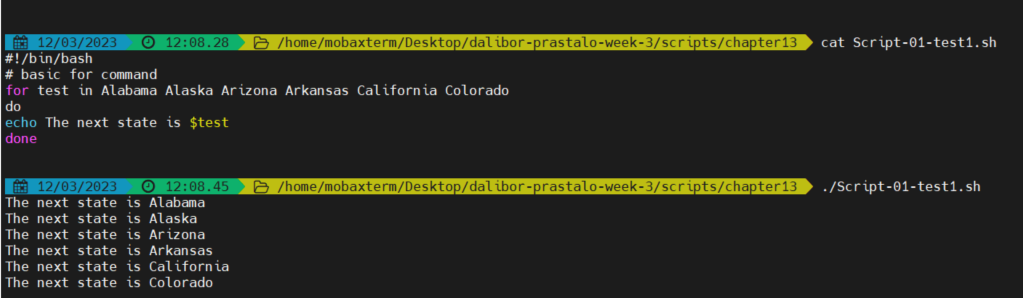 12/03/2023 12:08.28 /home/mobaxterm/Desktop/dalibor-prastalo-week-3/scripts/chapter13 cat Script-01-test1.sh
#!/bin/bash
# basic for command
for test in Alabama Alaska Arizona Arkansas California Colorado
do
echo The next state is $test
done
12/03/2023 12:08.45 /home/mobaxterm/Desktop/dalibor-prastalo-week-3/scripts/chapter13 ./Script-01-test1.sh
The next state is Alabama
The next state is Alaska
The next state is Arizona
The next state is Arkansas
The next state is California
The next state is Colorado